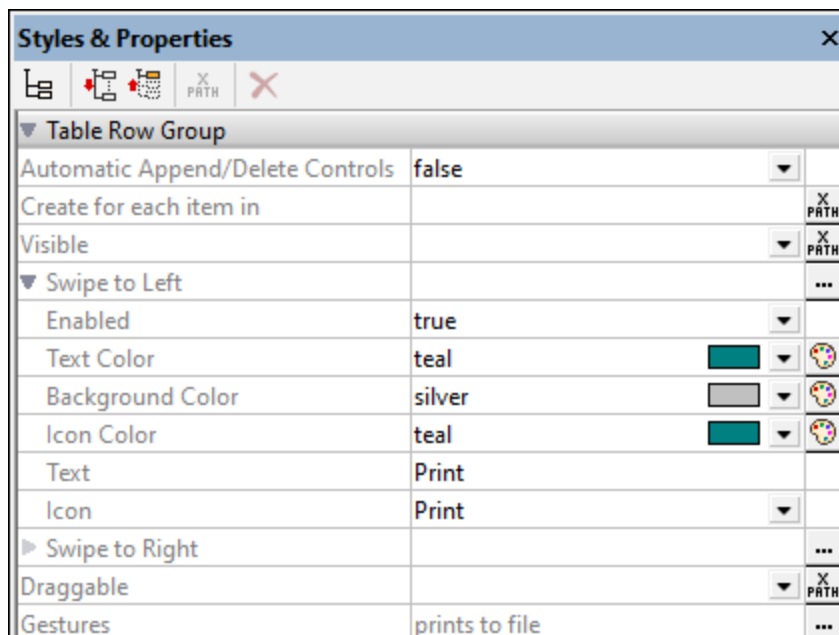 Styles & Properties
X PATH
Table Row Group
Automatic Append/Delete Controls false
Create for each item in X PATH
Visible X PATH
Swipe to Left ...
Enabled true
Text Color teal
Background Color silver
Icon Color teal
Text Print
Icon Print
Swipe to Right ...
Draggable X PATH
Gestures prints to file ...